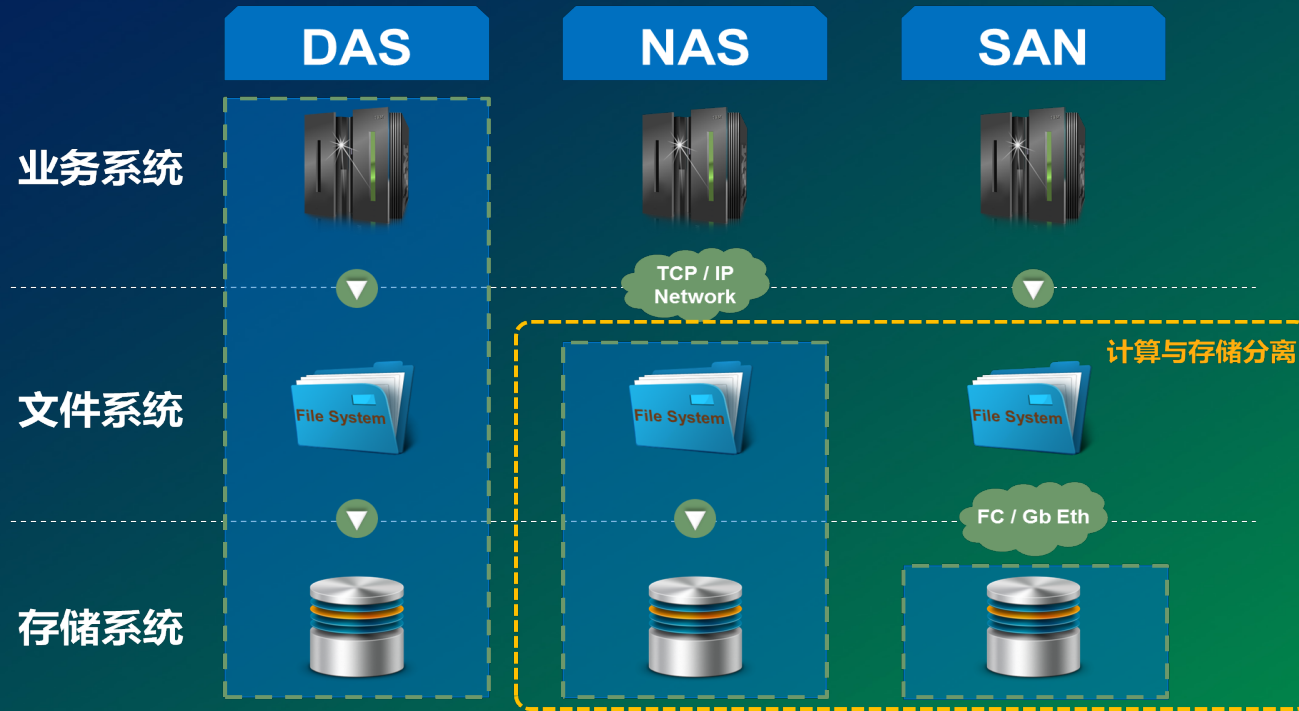 DAS
NAS
SAN
业务系统
TCP / IP
Network
计算与存储分离
文件系统
File System
File System
File System
FC / Gb Eth
存储系统